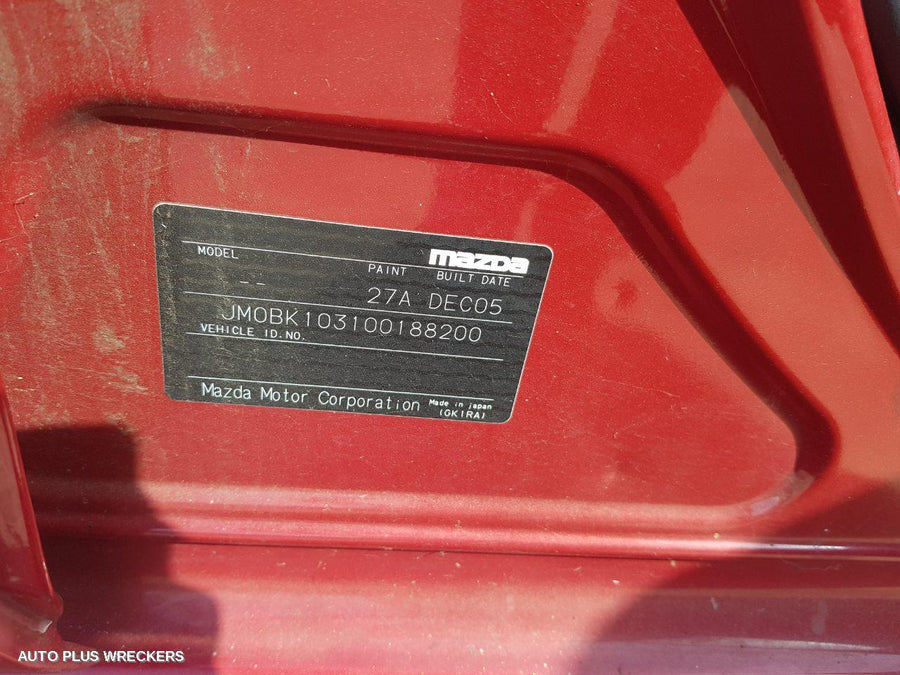 mazda
MODEL PAINT BUILT DATE
-- 27A DEC05
JM0BK103100188200
VEHICLE ID.NO.
Mazda Motor Corporation Made in japan
(GK1RA)
AUTO PLUS WRECKERS